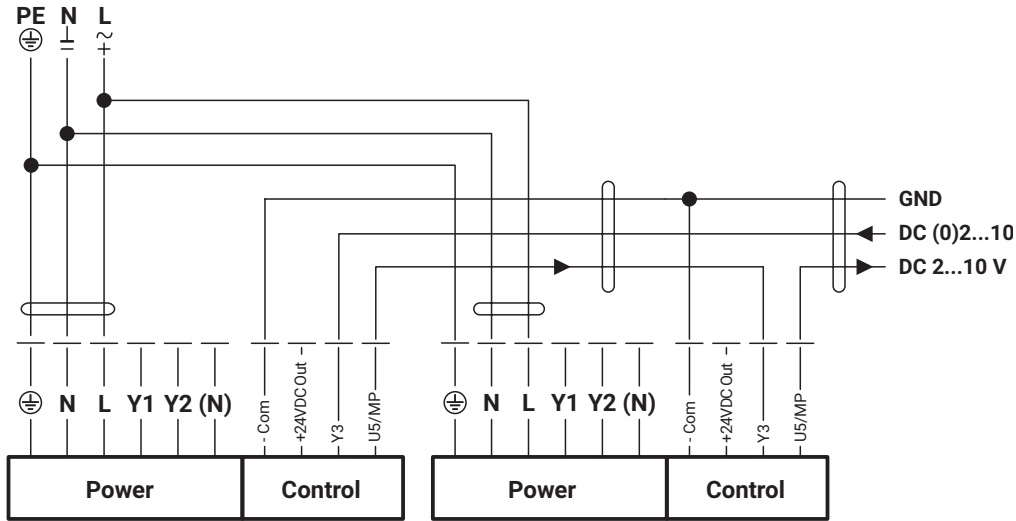 PE N L
GND
DC (0)2...10
DC 2...10 V
N L Y1 Y2 (N) - Com +24VDC Out Y3 U5/MP N L Y1 Y2 (N) - Com +24VDC Out Y3 U5/MP
Power Control Power Control